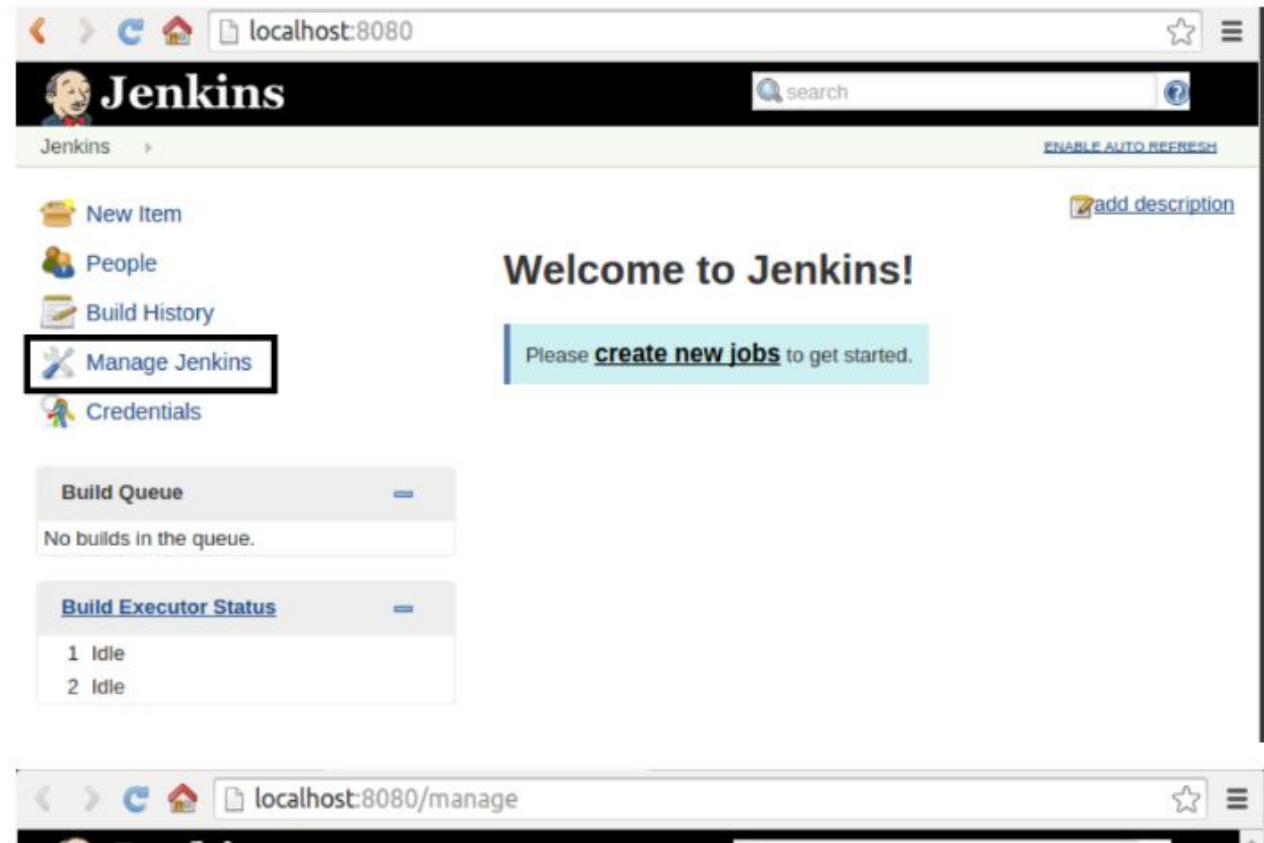 localhost:8080
Jenkins
search
Jenkins
ENABLE AUTO REFRESH
New Item
add description
People
Welcome to Jenkins!
Build History
Please create new jobs to get started.
Manage Jenkins
Credentials
Build Queue
No builds in the queue.
Build Executor Status
1 Idle
2 Idle
localhost:8080/manage